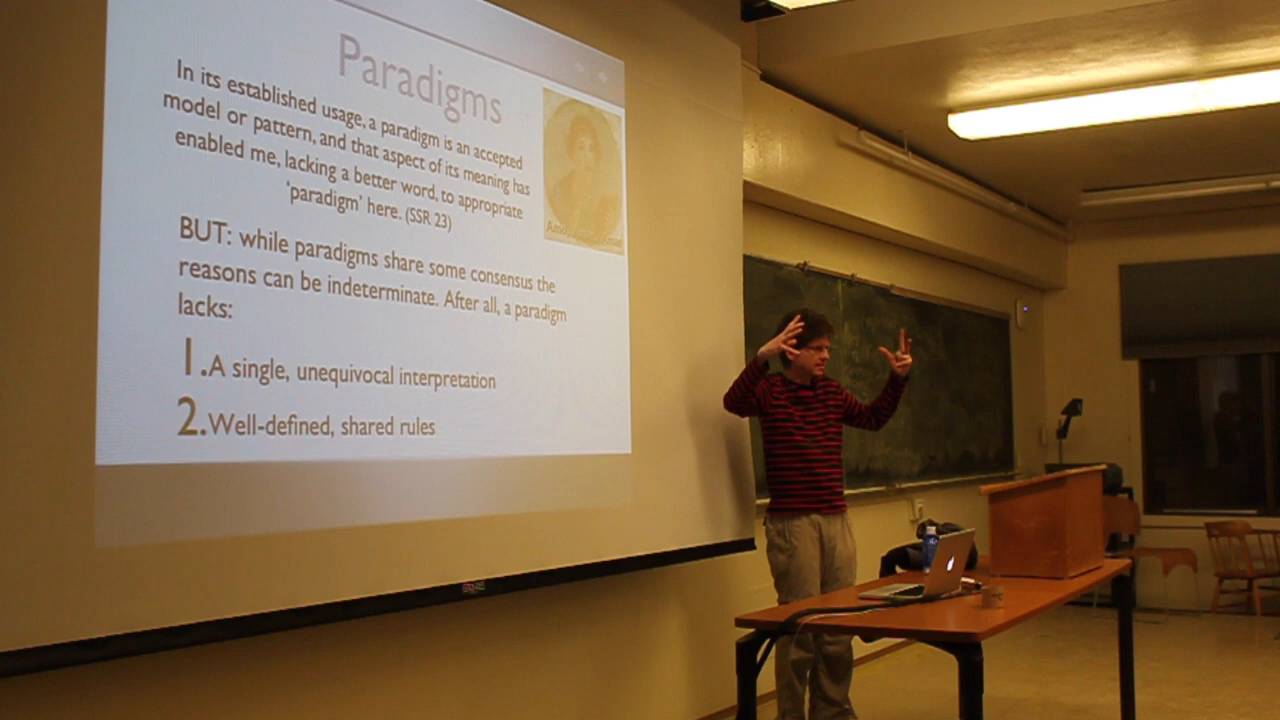 Paradigms
In its established usage, a paradigm is an accepted
model or pattern, and that aspect of its meaning has
enabled me, lacking a better word, to appropriate
‘paradigm’ here. (SSR 23)
BUT: while paradigms share some consensus the
reasons can be indeterminate. After all, a paradigm
lacks:
1. A single, unequivocal interpretation
2. Well-defined, shared rules